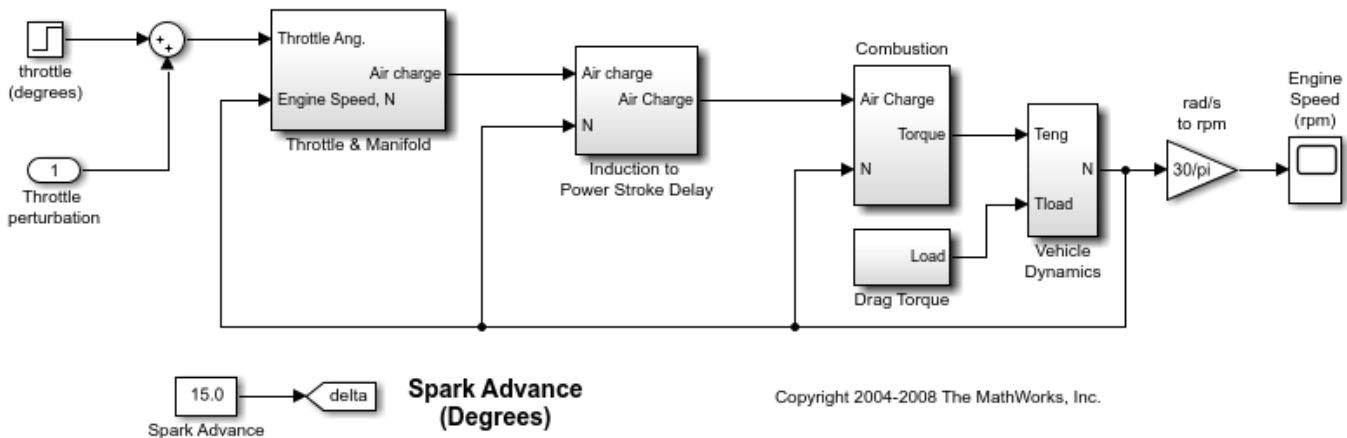 throttle
(degrees)
+
+
1
Throttle
perturbation
Throttle Ang.
Air charge
Engine Speed, N
Throttle & Manifold
Air charge
Air Charge
N
Induction to
Power Stroke Delay
Combustion
Air Charge
Torque
N
Load
Drag Torque
Teng
N
Tload
Vehicle
Dynamics
rad/s
to rpm
30/pi
Engine
Speed
(rpm)
15.0
Spark Advance
delta
Spark Advance
(Degrees)
Copyright 2004-2008 The MathWorks, Inc.